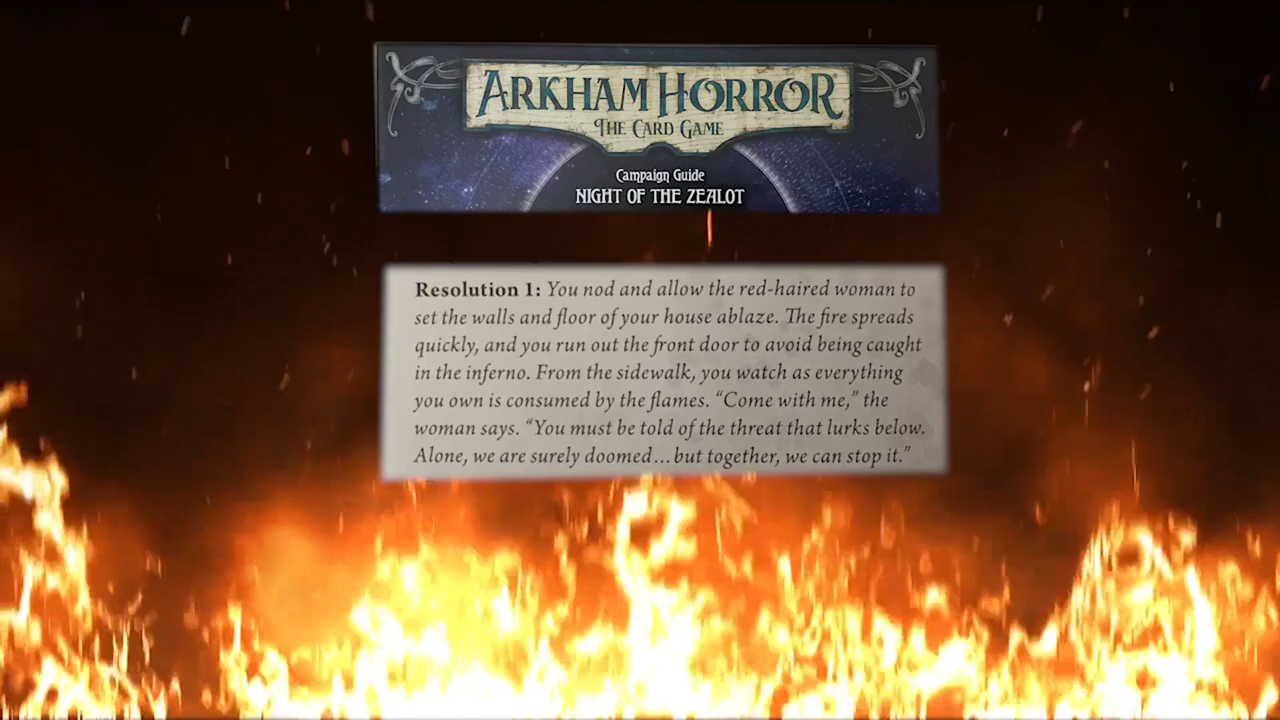 ARKHAM HORROR
THE CARD GAME
Campaign Guide
NIGHT OF THE ZEALOT
Resolution 1: You nod and allow the red-haired woman to
set the walls and floor of your house ablaze. The fire spreads
quickly, and you run out the front door to avoid being caught
in the inferno. From the sidewalk, you watch as everything
you own is consumed by the flames. “Come with me,” the
woman says. “You must be told of the threat that lurks below.
Alone, we are surely doomed…but together, we can stop it.”